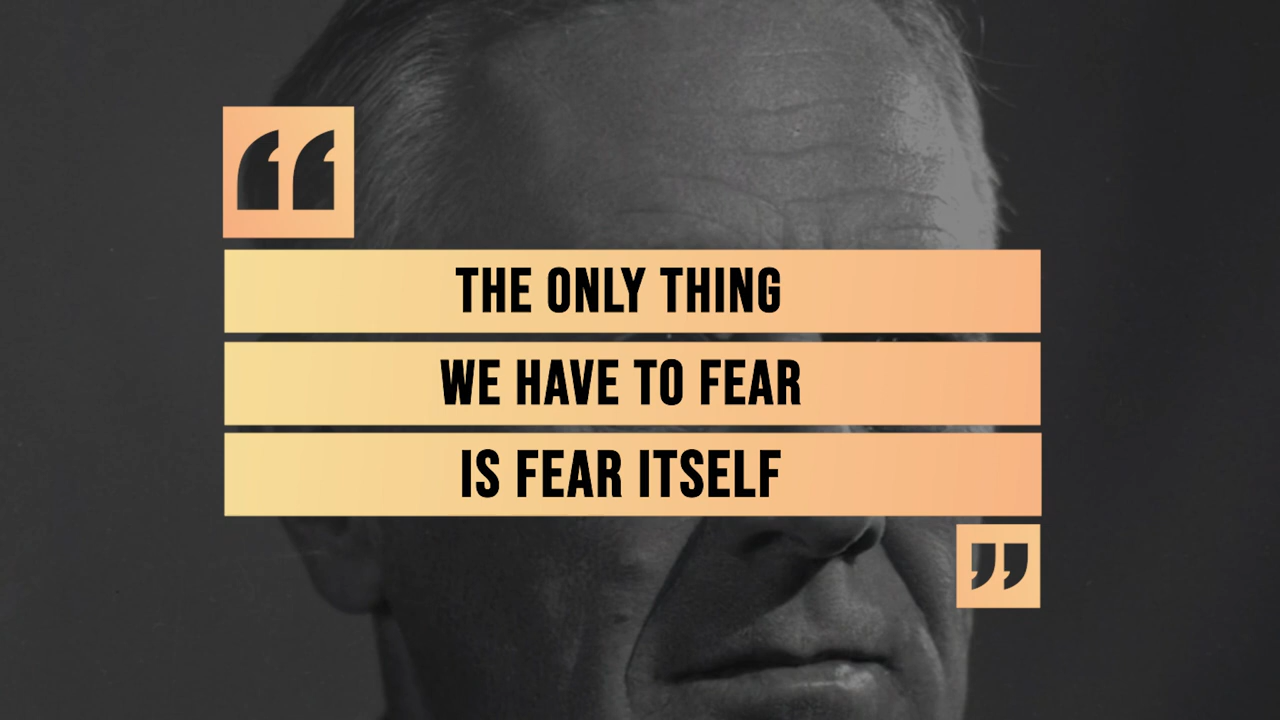 “
THE ONLY THING
WE HAVE TO FEAR
IS FEAR ITSELF
”